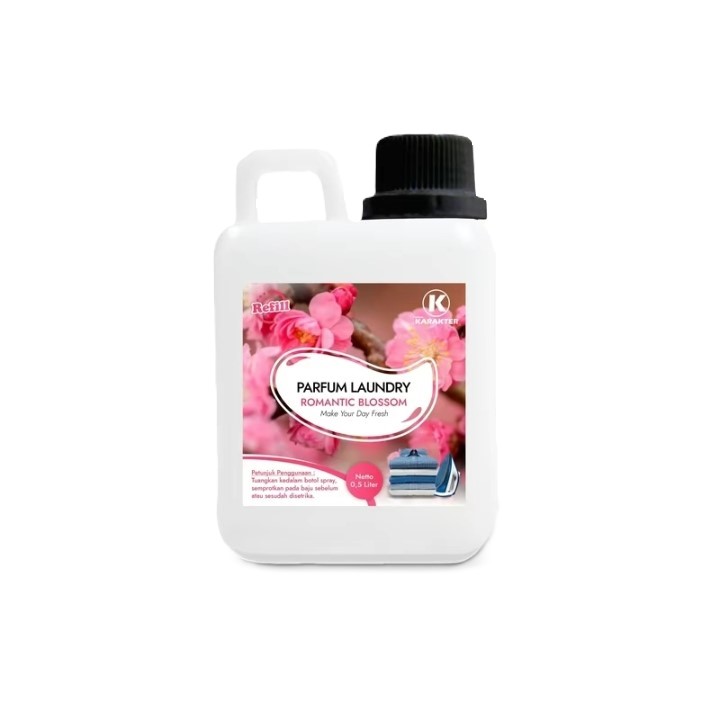 Refill
K
KARAKTER
PARFUM LAUNDRY
ROMANTIC BLOSSOM
Make Your Day Fresh
Petunjuk Penggunaan :
Tuangkan kedalam botol spray,
semprotkan pada baju sebelum
atau sesudah disetrika.
Netto
0,5 Liter